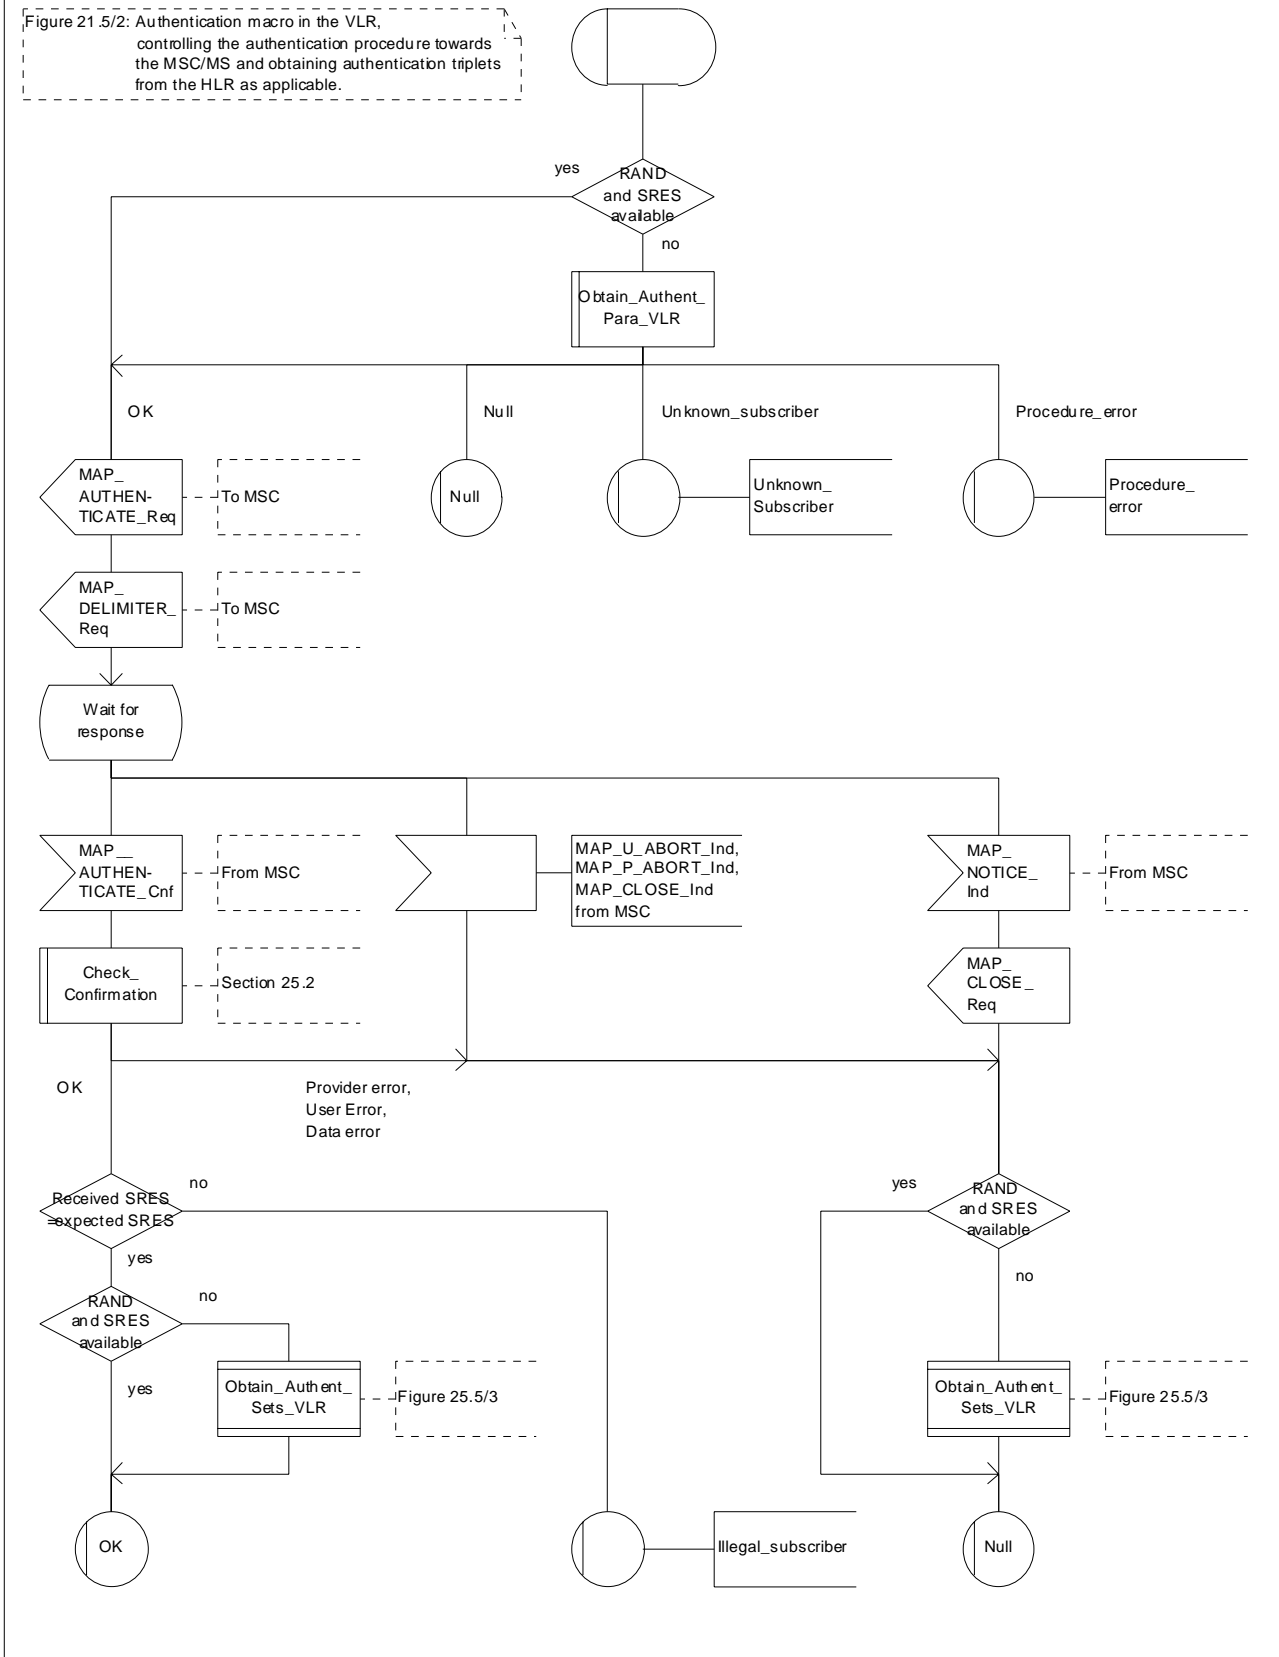 Figure 21.5/2: Authentication macro in the VLR,
controlling the authentication procedure towards
the MSC/MS and obtaining authentication triplets
from the HLR as applicable.
yes
RAND
and SRES
available
no
Obtain_Authent_
Para_VLR
OK
Null
Unknown_subscriber
Procedure_error
MAP_
AUTHEN-
TICATE_Req
To MSC
Null
Unknown_
Subscriber
Procedure_
error
MAP_
DELIMITER_
Req
To MSC
Wait for
response
MAP__
AUTHEN-
TICATE_Cnf
From MSC
MAP_U_ABORT_Ind,
MAP_P_ABORT_Ind,
MAP_CLOSE_Ind
from MSC
MAP_
NOTICE_
Ind
From MSC
Check_
Confirmation
Section 25.2
MAP_
CLOSE_
Req
OK
Provider error,
User Error,
Data error
Received SRES
=expected SRES
no
yes
yes
RAND
and SRES
available
no
RAND
and SRES
available
no
yes
Obtain_Authent_
Sets_VLR
Figure 25.5/3
Obtain_Authent_
Sets_VLR
Figure 25.5/3
OK
Illegal_subscriber
Null